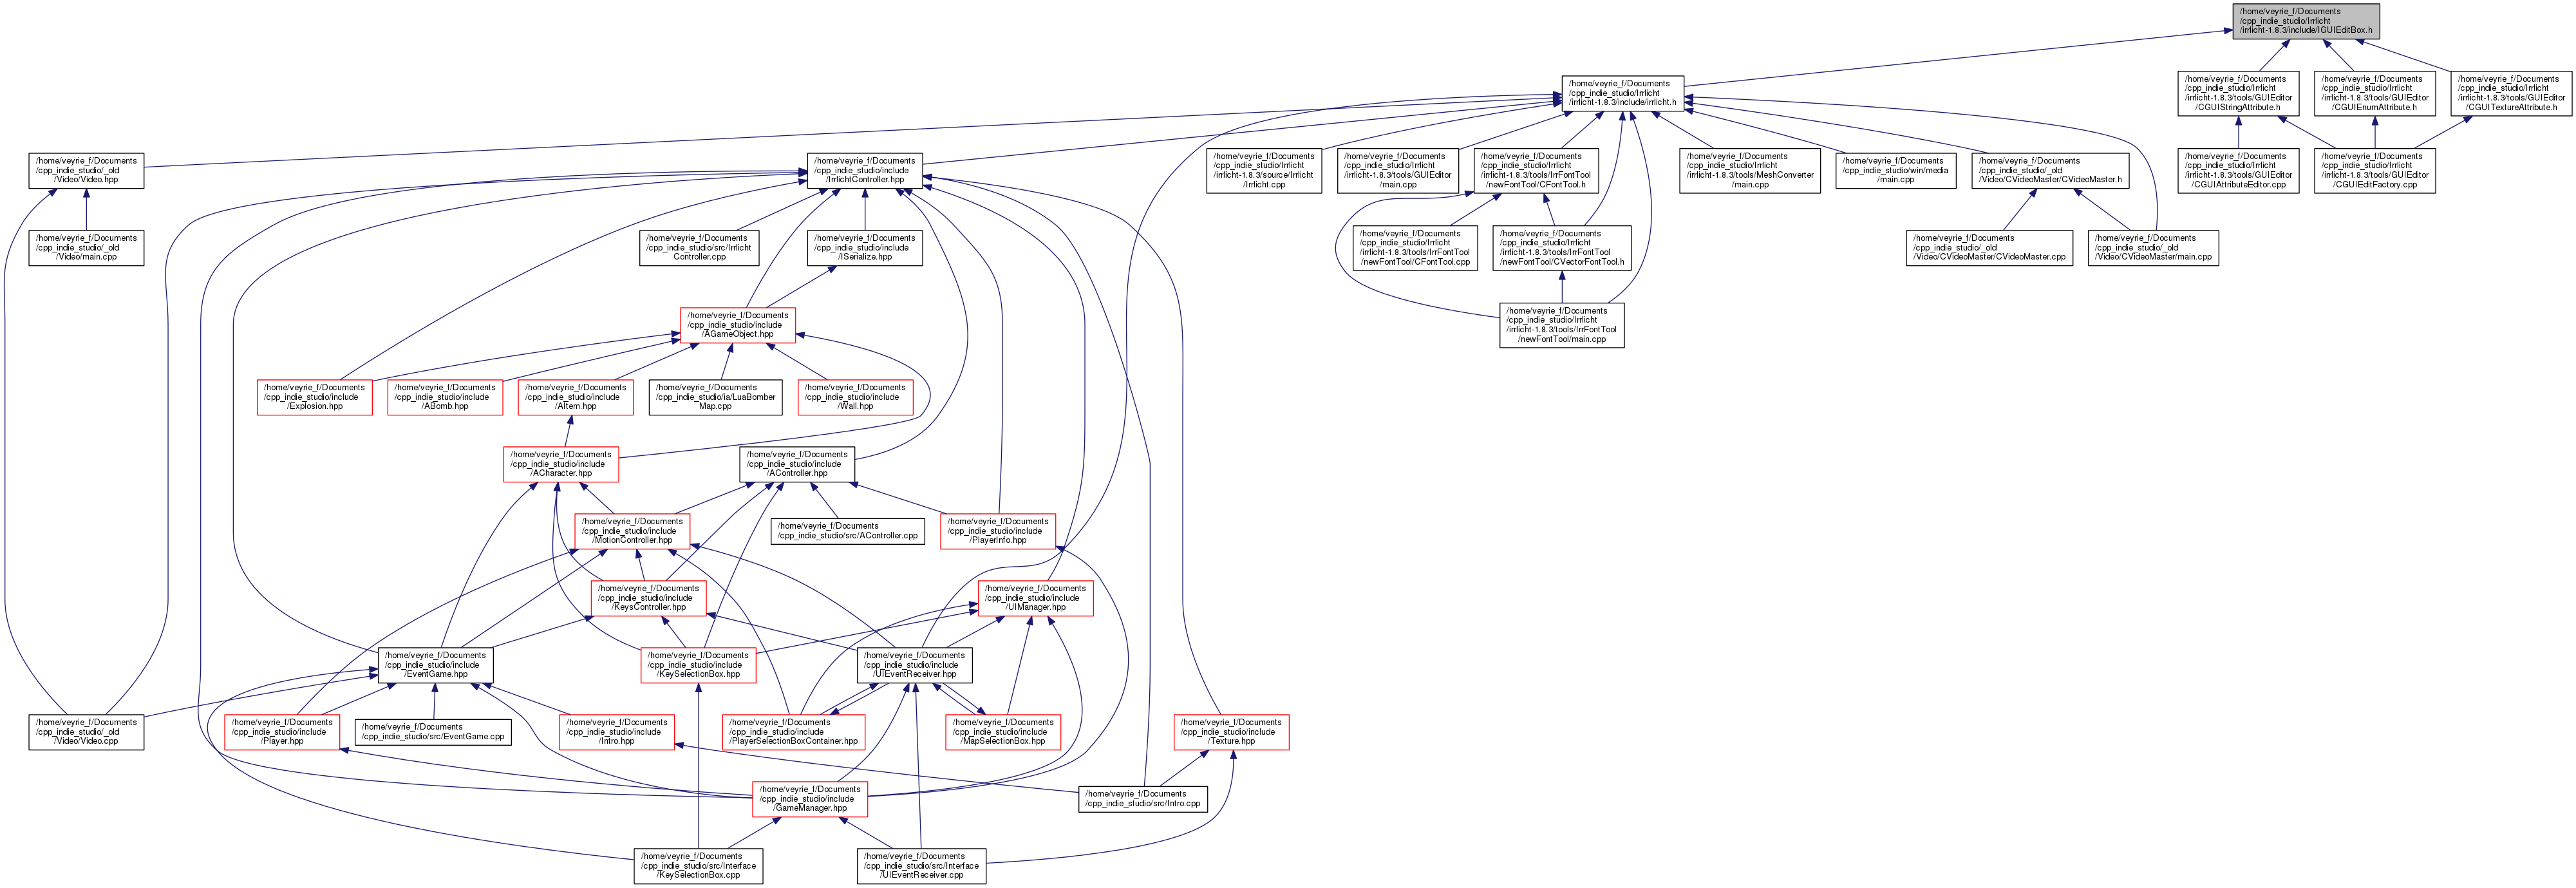 /home/veyrie_f/Documents
/cpp_indie_studio/Irrlicht
/irrlicht-1.8.3/include/IGUIEditBox.h
/home/veyrie_f/Documents
/cpp_indie_studio/Irrlicht
/irrlicht-1.8.3/include/irrlicht.h
/home/veyrie_f/Documents
/cpp_indie_studio/Irrlicht
/irrlicht-1.8.3/tools/GUIEditor
/CGUIStringAttribute.h
/home/veyrie_f/Documents
/cpp_indie_studio/Irrlicht
/irrlicht-1.8.3/tools/GUIEditor
/CGUIEnumAttribute.h
/home/veyrie_f/Documents
/cpp_indie_studio/Irrlicht
/irrlicht-1.8.3/tools/GUIEditor
/CGUITextureAttribute.h
/home/veyrie_f/Documents
/cpp_indie_studio/_old
/Video/Video.hpp
/home/veyrie_f/Documents
/cpp_indie_studio/include
/IrrlichtController.hpp
/home/veyrie_f/Documents
/cpp_indie_studio/Irrlicht
/irrlicht-1.8.3/source/Irrlicht
/Irrlicht.cpp
/home/veyrie_f/Documents
/cpp_indie_studio/Irrlicht
/irrlicht-1.8.3/tools/GUIEditor
/main.cpp
/home/veyrie_f/Documents
/cpp_indie_studio/Irrlicht
/irrlicht-1.8.3/tools/IrrFontTool
/newFontTool/CFontTool.h
/home/veyrie_f/Documents
/cpp_indie_studio/Irrlicht
/irrlicht-1.8.3/tools/MeshConverter
/main.cpp
/home/veyrie_f/Documents
/cpp_indie_studio/win/media
/main.cpp
/home/veyrie_f/Documents
/cpp_indie_studio/_old
/Video/CVideoMaster/CVideoMaster.h
/home/veyrie_f/Documents
/cpp_indie_studio/Irrlicht
/irrlicht-1.8.3/tools/GUIEditor
/CGUIAttributeEditor.cpp
/home/veyrie_f/Documents
/cpp_indie_studio/Irrlicht
/irrlicht-1.8.3/tools/GUIEditor
/CGUIEditFactory.cpp
/home/veyrie_f/Documents
/cpp_indie_studio/_old
/Video/main.cpp
/home/veyrie_f/Documents
/cpp_indie_studio/src/Irrlicht
Controller.cpp
/home/veyrie_f/Documents
/cpp_indie_studio/include
/ISerialize.hpp
/home/veyrie_f/Documents
/cpp_indie_studio/Irrlicht
/irrlicht-1.8.3/tools/IrrFontTool
/newFontTool/CFontTool.cpp
/home/veyrie_f/Documents
/cpp_indie_studio/Irrlicht
/irrlicht-1.8.3/tools/IrrFontTool
/newFontTool/CVectorFontTool.h
/home/veyrie_f/Documents
/cpp_indie_studio/_old
/Video/CVideoMaster/CVideoMaster.cpp
/home/veyrie_f/Documents
/cpp_indie_studio/_old
/Video/CVideoMaster/main.cpp
/home/veyrie_f/Documents
/cpp_indie_studio/include
/AGameObject.hpp
/home/veyrie_f/Documents
/cpp_indie_studio/Irrlicht
/irrlicht-1.8.3/tools/IrrFontTool
/newFontTool/main.cpp
/home/veyrie_f/Documents
/cpp_indie_studio/include
/Explosion.hpp
/home/veyrie_f/Documents
/cpp_indie_studio/include
/ABomb.hpp
/home/veyrie_f/Documents
/cpp_indie_studio/include
/AItem.hpp
/home/veyrie_f/Documents
/cpp_indie_studio/ia/LuaBomber
Map.cpp
/home/veyrie_f/Documents
/cpp_indie_studio/include
/Wall.hpp
/home/veyrie_f/Documents
/cpp_indie_studio/include
/ACharacter.hpp
/home/veyrie_f/Documents
/cpp_indie_studio/include
/AController.hpp
/home/veyrie_f/Documents
/cpp_indie_studio/include
/MotionController.hpp
/home/veyrie_f/Documents
/cpp_indie_studio/src/AController.cpp
/home/veyrie_f/Documents
/cpp_indie_studio/include
/PlayerInfo.hpp
/home/veyrie_f/Documents
/cpp_indie_studio/include
/KeysController.hpp
/home/veyrie_f/Documents
/cpp_indie_studio/include
/UIManager.hpp
/home/veyrie_f/Documents
/cpp_indie_studio/include
/EventGame.hpp
/home/veyrie_f/Documents
/cpp_indie_studio/include
/KeySelectionBox.hpp
/home/veyrie_f/Documents
/cpp_indie_studio/include
/UIEventReceiver.hpp
/home/veyrie_f/Documents
/cpp_indie_studio/_old
/Video/Video.cpp
/home/veyrie_f/Documents
/cpp_indie_studio/include
/Player.hpp
/home/veyrie_f/Documents
/cpp_indie_studio/src/EventGame.cpp
/home/veyrie_f/Documents
/cpp_indie_studio/include
/Intro.hpp
/home/veyrie_f/Documents
/cpp_indie_studio/include
/PlayerSelectionBoxContainer.hpp
/home/veyrie_f/Documents
/cpp_indie_studio/include
/MapSelectionBox.hpp
/home/veyrie_f/Documents
/cpp_indie_studio/include
/Texture.hpp
/home/veyrie_f/Documents
/cpp_indie_studio/include
/GameManager.hpp
/home/veyrie_f/Documents
/cpp_indie_studio/src/Intro.cpp
/home/veyrie_f/Documents
/cpp_indie_studio/src/Interface
/KeySelectionBox.cpp
/home/veyrie_f/Documents
/cpp_indie_studio/src/Interface
/UIEventReceiver.cpp